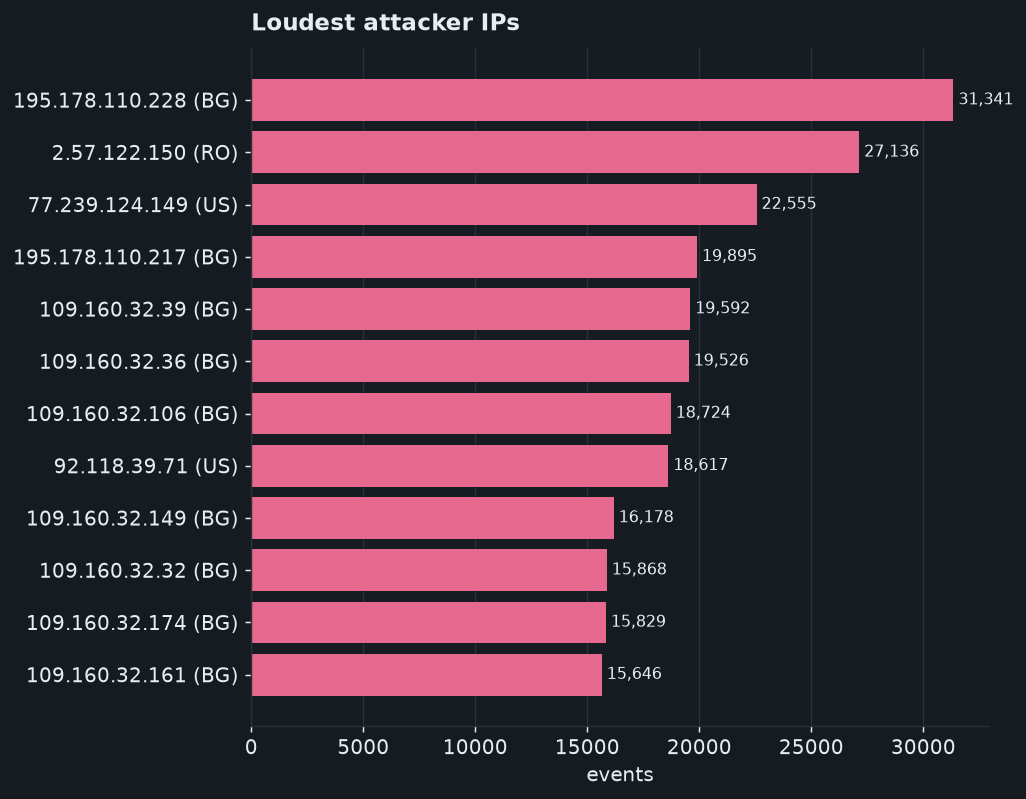 Loudest attacker IPs
195.178.110.228 (BG) 31,341
2.57.122.150 (RO) 27,136
77.239.124.149 (US) 22,555
195.178.110.217 (BG) 19,895
109.160.32.39 (BG) 19,592
109.160.32.36 (BG) 19,526
109.160.32.106 (BG) 18,724
92.118.39.71 (US) 18,617
109.160.32.149 (BG) 16,178
109.160.32.32 (BG) 15,868
109.160.32.174 (BG) 15,829
109.160.32.161 (BG) 15,646
0 5000 10000 15000 20000 25000 30000
events